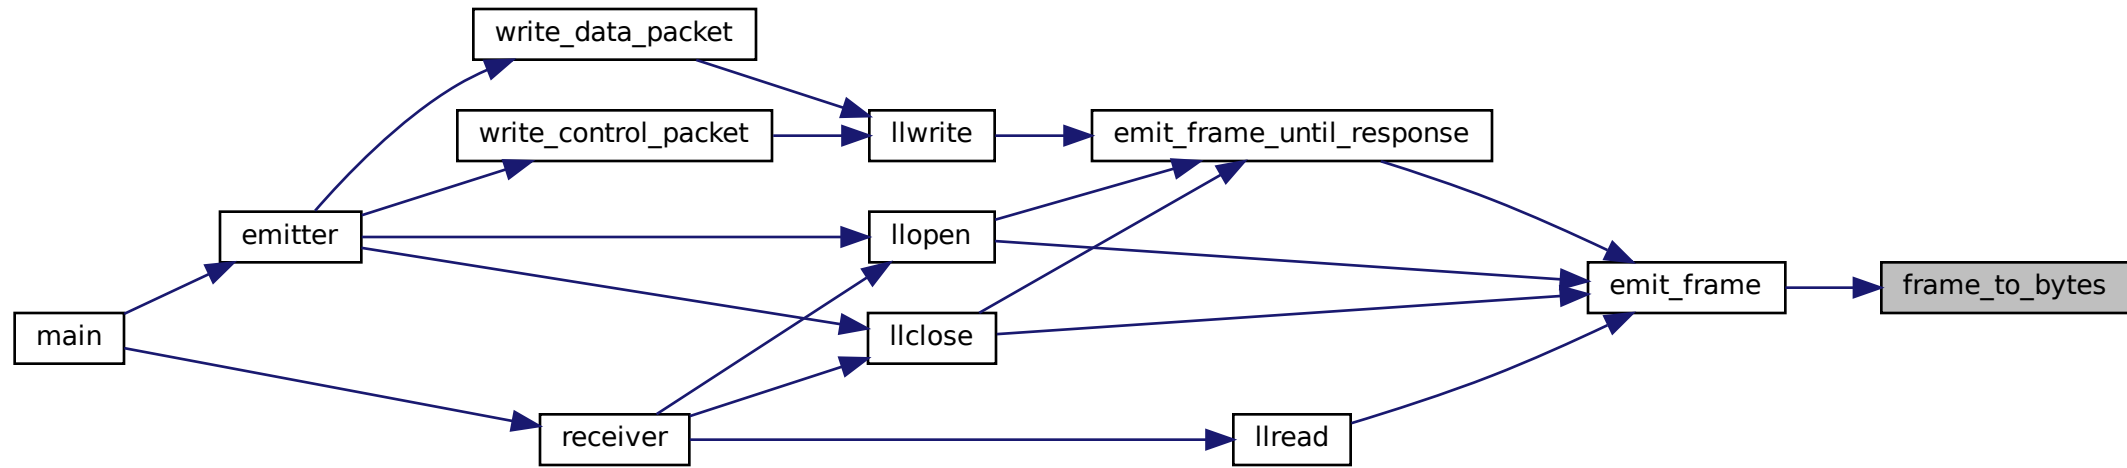 write_data_packet
write_control_packet
llwrite
emit_frame_until_response
emitter
llopen
emit_frame
frame_to_bytes
main
llclose
receiver
llread